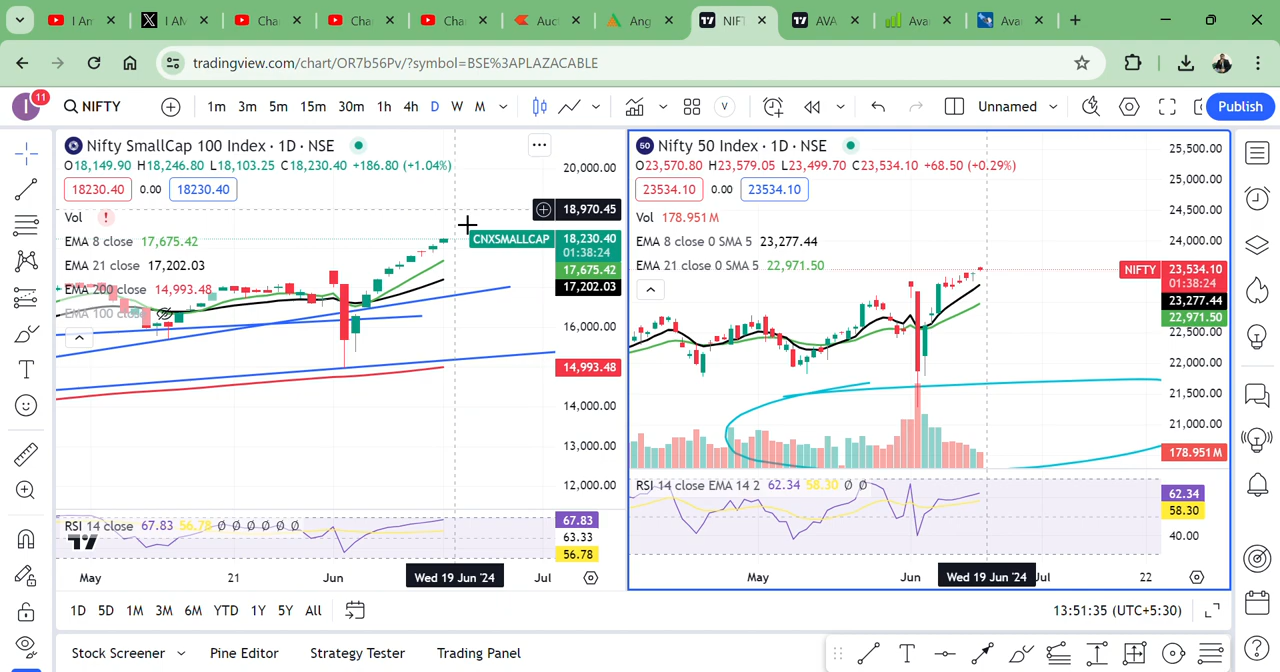 I Am
I AM
Cha
Cha
Cha
Auc
Ang
NIFT
AVA
Avan
Avan
tradingview.com/chart/OR7b56Pv/?symbol=BSE%3APLAZACABLE
I 11 NIFTY 1m 3m 5m 15m 30m 1h 4h D W M V Unnamed Publish
Nifty SmallCap 100 Index · 1D · NSE
O18,149.90 H18,246.80 L18,103.25 C18,230.40 +186.80 (+1.04%)
18230.40 0.00 18230.40
Vol !
EMA 8 close 17,675.42
EMA 21 close 17,202.03
EMA 200 close 14,993.48
EMA 100 close
20,000.00
18,970.45
CNXSMALLCAP 18,230.40
01:38:24
17,675.42
17,202.03
16,000.00
14,993.48
14,000.00
13,000.00
12,000.00
RSI 14 close 67.83 56.78 Ø Ø Ø Ø Ø Ø
67.83
63.33
56.78
May 21 Jun Wed 19 Jun '24 Jul
50 Nifty 50 Index · 1D · NSE
O23,570.80 H23,579.05 L23,499.70 C23,534.10 +68.50 (+0.29%)
23534.10 0.00 23534.10
Vol 178.951M
EMA 8 close 0 SMA 5 23,277.44
EMA 21 close 0 SMA 5 22,971.50
25,500.00
25,000.00
24,500.00
24,000.00
NIFTY 23,534.10
01:38:24
23,277.44
22,971.50
22,500.00
22,000.00
21,500.00
21,000.00
178.951M
RSI 14 close EMA 14 2 62.34 58.30 Ø Ø
62.34
58.30
40.00
May Jun Wed 19 Jun '24 Jul 22
1D 5D 1M 3M 6M YTD 1Y 5Y All
13:51:35 (UTC+5:30)
Stock Screener Pine Editor Strategy Tester Trading Panel